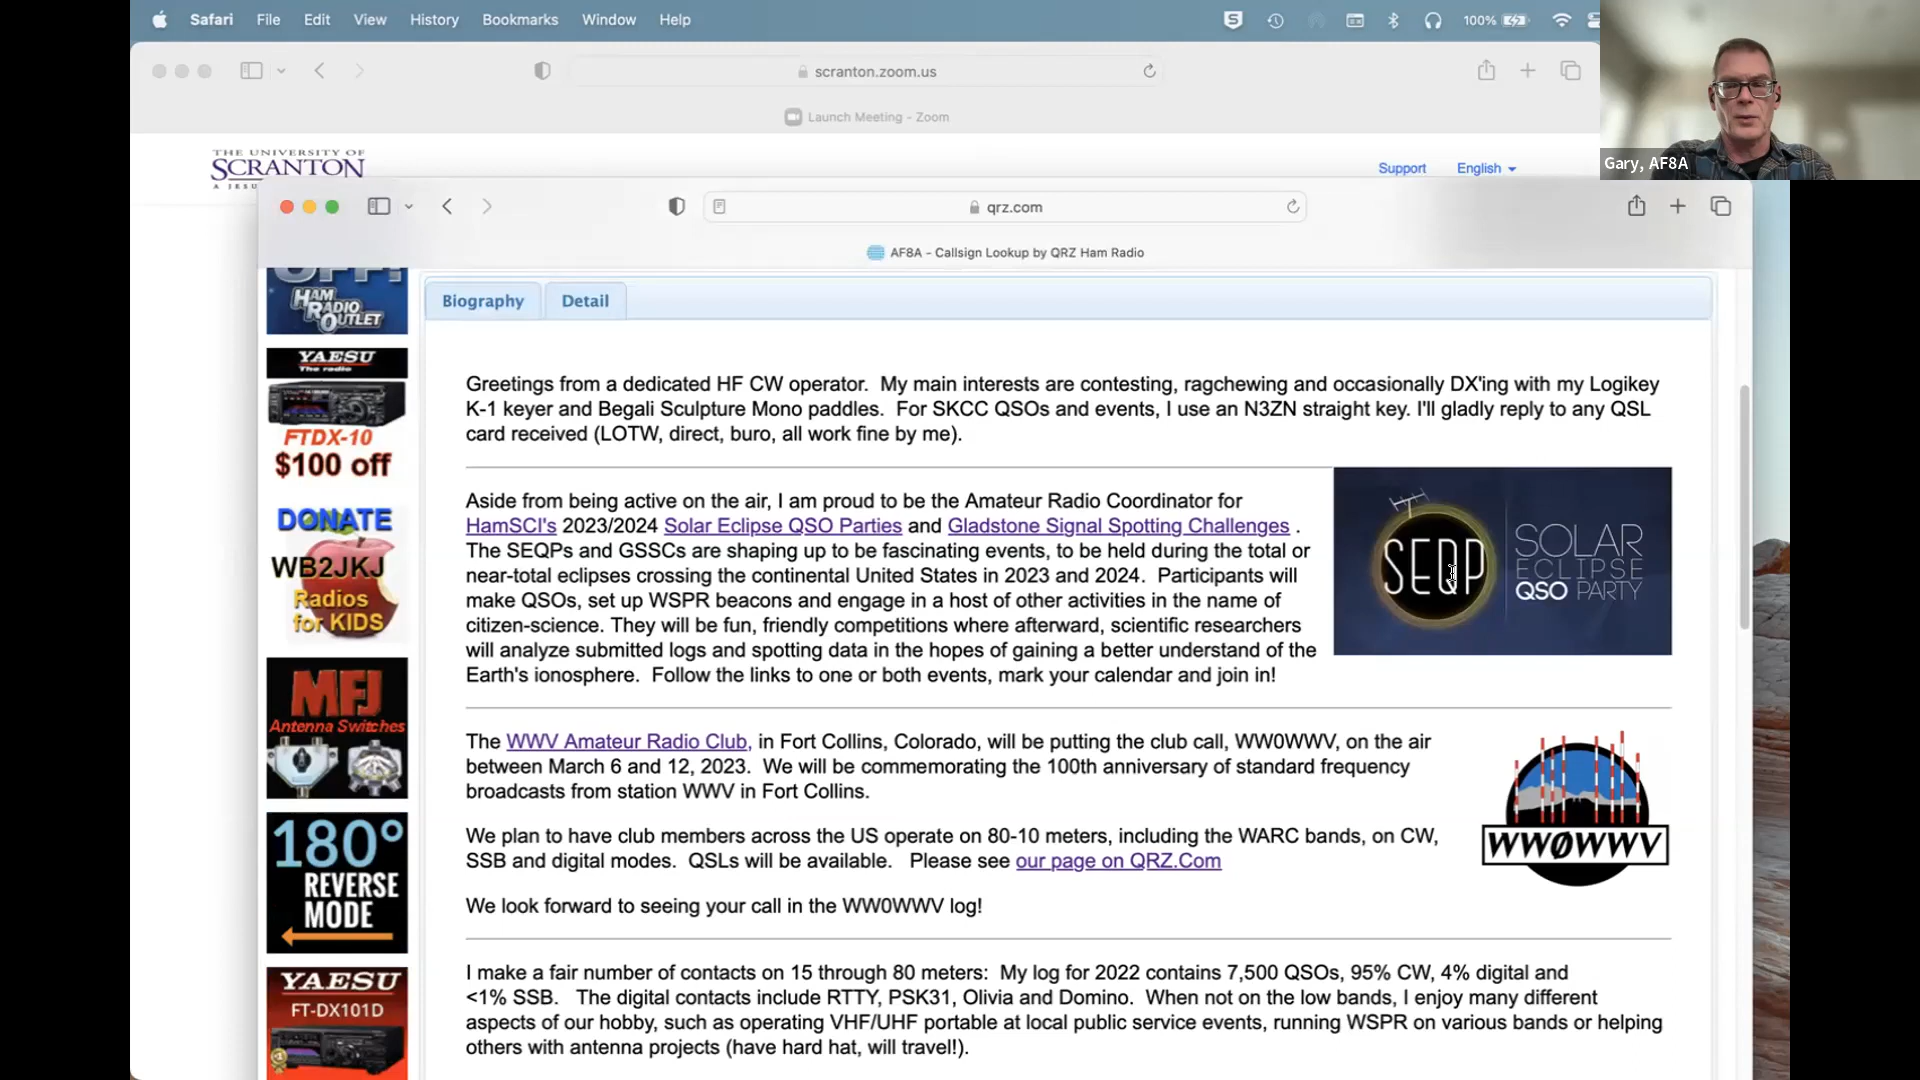 Safari File Edit View History Bookmarks Window Help
100%
scranton.zoom.us
Launch Meeting - Zoom
Gary, AF8A
THE UNIVERSITY OF
SCRANTON
Support
English
qrz.com
AF8A - Callsign Lookup by QRZ Ham Radio
OFF!
HAM
RADIO
OUTLET
YAESU
The radio
FTDX-10
$100 off
DONATE
WB2JKJ
Radios
for KIDS
MFJ
Antenna Switches
180°
REVERSE
MODE
YAESU
FT-DX101D
Biography
Detail
Greetings from a dedicated HF CW operator. My main interests are contesting, ragchewing and occasionally DX'ing with my Logikey
K-1 keyer and Begali Sculpture Mono paddles. For SKCC QSOs and events, I use an N3ZN straight key. I'll gladly reply to any QSL
card received (LOTW, direct, buro, all work fine by me).
Aside from being active on the air, I am proud to be the Amateur Radio Coordinator for
HamSCI's 2023/2024 Solar Eclipse QSO Parties and Gladstone Signal Spotting Challenges .
The SEQPs and GSSCs are shaping up to be fascinating events, to be held during the total or
near-total eclipses crossing the continental United States in 2023 and 2024. Participants will
make QSOs, set up WSPR beacons and engage in a host of other activities in the name of
citizen-science. They will be fun, friendly competitions where afterward, scientific researchers
will analyze submitted logs and spotting data in the hopes of gaining a better understand of the
Earth's ionosphere. Follow the links to one or both events, mark your calendar and join in!
SEQP
SOLAR
ECLIPSE
QSO PARTY
The WWV Amateur Radio Club, in Fort Collins, Colorado, will be putting the club call, WW0WWV, on the air
between March 6 and 12, 2023. We will be commemorating the 100th anniversary of standard frequency
broadcasts from station WWV in Fort Collins.
We plan to have club members across the US operate on 80-10 meters, including the WARC bands, on CW,
SSB and digital modes. QSLs will be available. Please see our page on QRZ.Com
We look forward to seeing your call in the WW0WWV log!
WWØWWV
I make a fair number of contacts on 15 through 80 meters: My log for 2022 contains 7,500 QSOs, 95% CW, 4% digital and
<1% SSB. The digital contacts include RTTY, PSK31, Olivia and Domino. When not on the low bands, I enjoy many different
aspects of our hobby, such as operating VHF/UHF portable at local public service events, running WSPR on various bands or helping
others with antenna projects (have hard hat, will travel!).